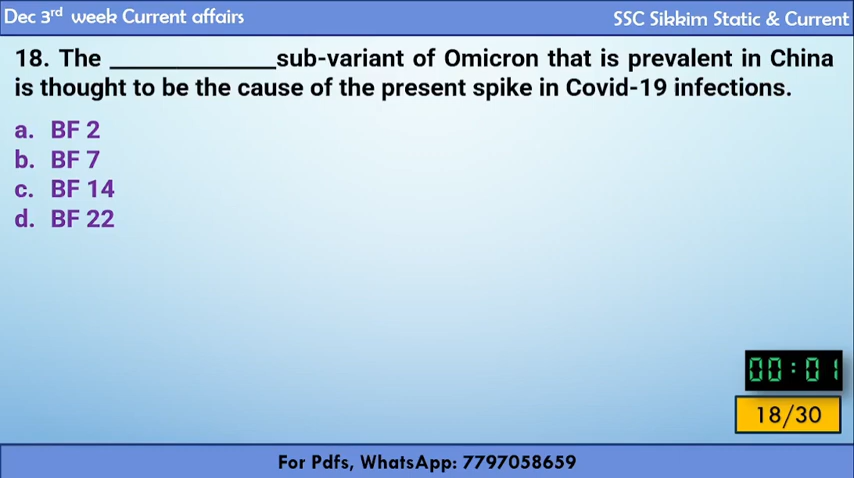 Dec 3rd week Current affairs
SSC Sikkim Static & Current
18. The ______________sub-variant of Omicron that is prevalent in China
is thought to be the cause of the present spike in Covid-19 infections.
a. BF 2
b. BF 7
c. BF 14
d. BF 22
00:01
18/30
For Pdfs, WhatsApp: 7797058659